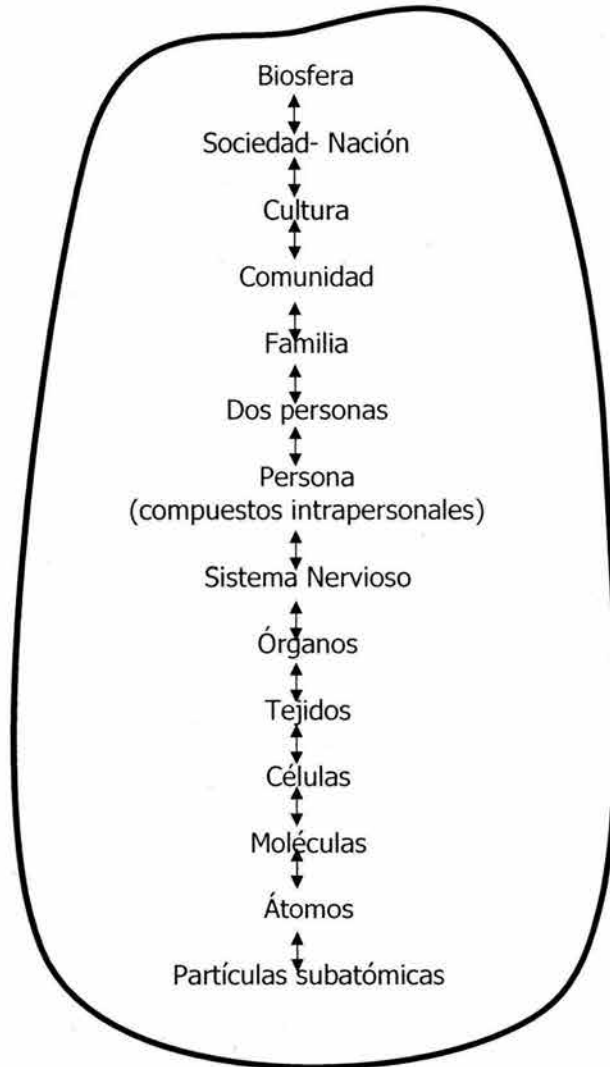 Biosfera
Sociedad- Nación
Cultura
Comunidad
Familia
Dos personas
Persona
(compuestos intrapersonales)
Sistema Nervioso
Órganos
Tejidos
Células
Moléculas
Átomos
Partículas subatómicas